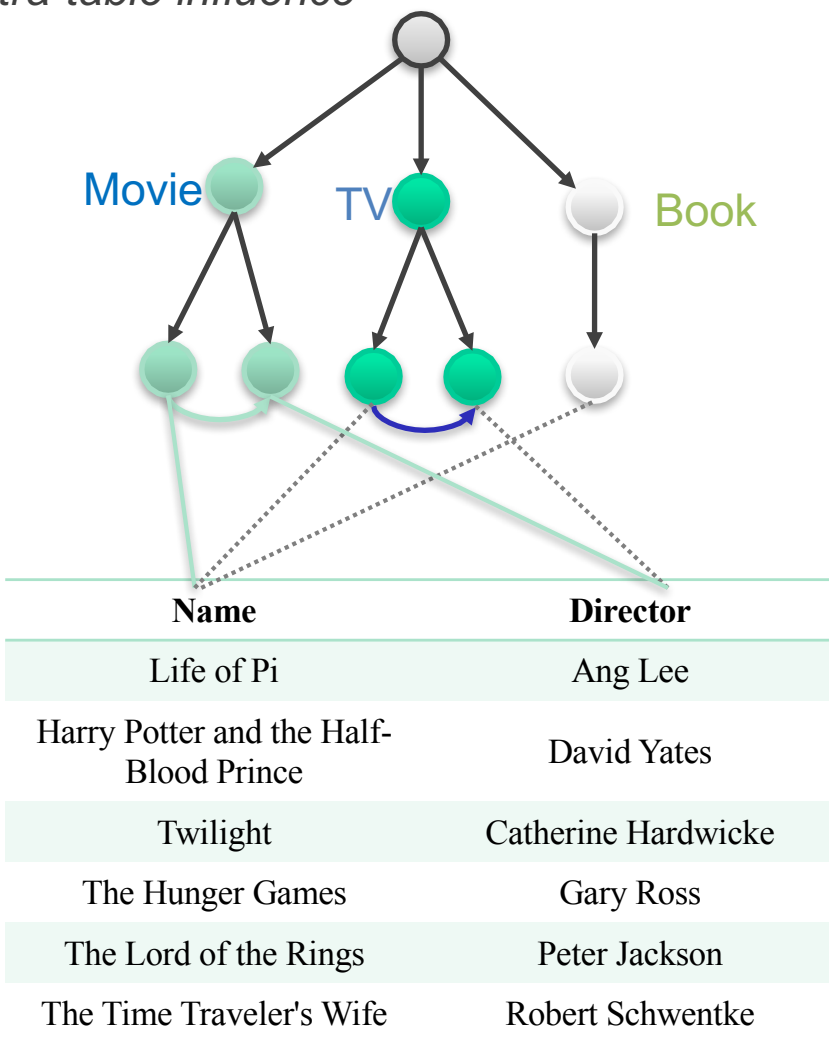 tra-table influence
Movie
TV
Book
Name Director
Life of Pi Ang Lee
Harry Potter and the Half-
Blood Prince David Yates
Twilight Catherine Hardwicke
The Hunger Games Gary Ross
The Lord of the Rings Peter Jackson
The Time Traveler's Wife Robert Schwentke